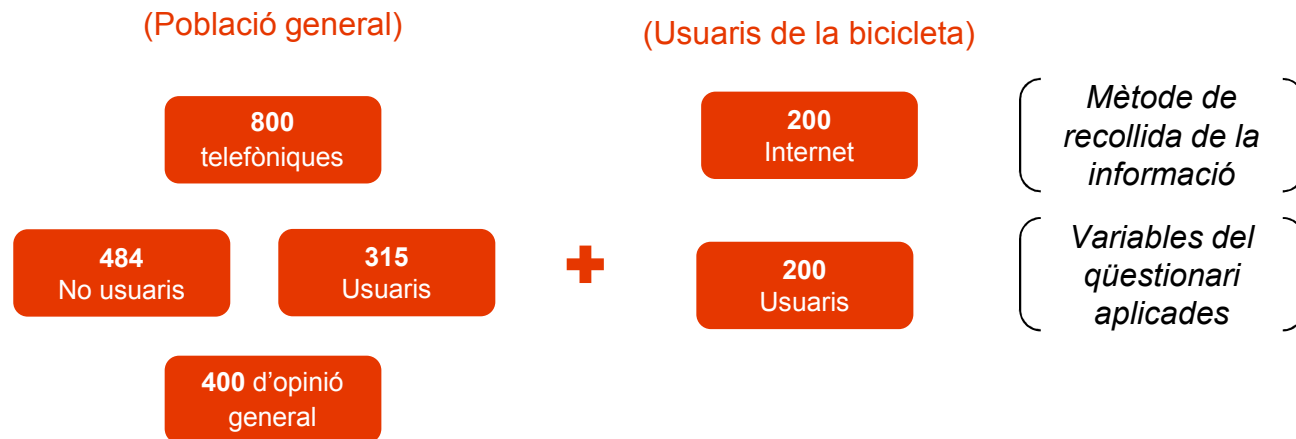 (Població general)
(Usuaris de la bicicleta)
800
telefòniques
200
Internet
Mètode de
recollida de la
informació
484
No usuaris
315
Usuaris
200
Usuaris
Variables del
qüestionari
aplicades
400 d’opinió
general